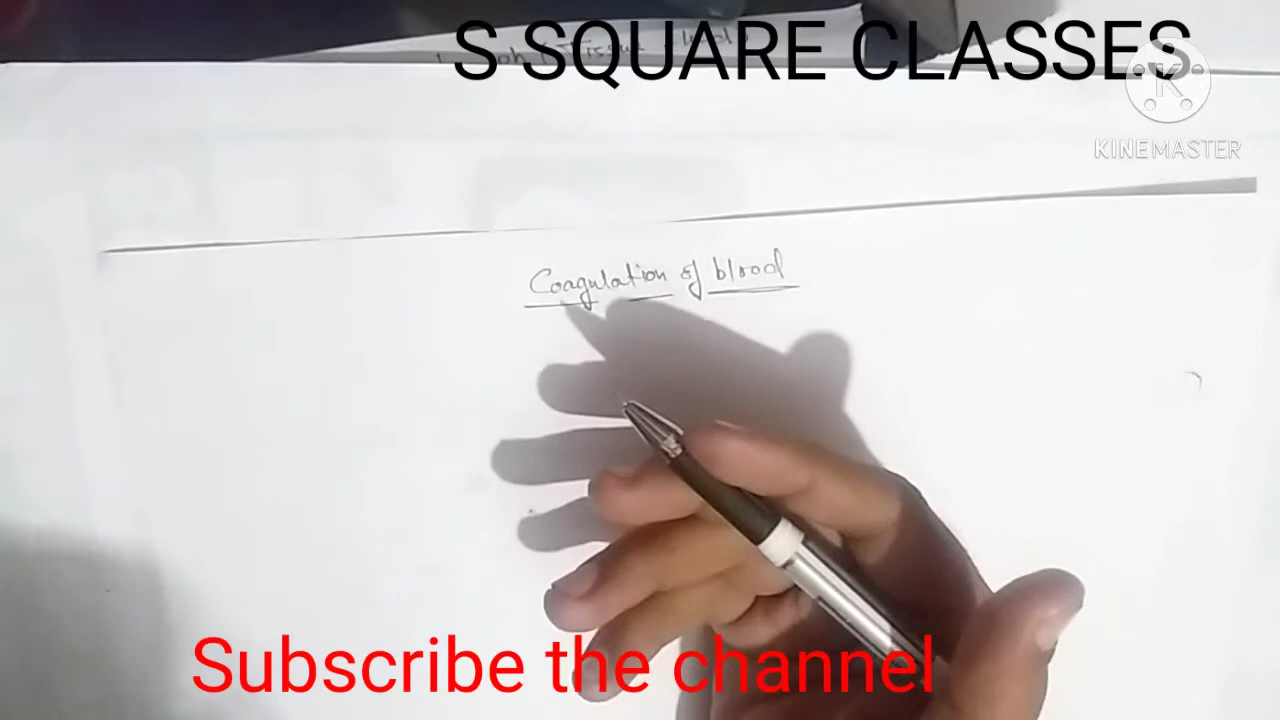 S SQUARE CLASSES
KINEMASTER
Coagulation of blood
Subscribe the channel